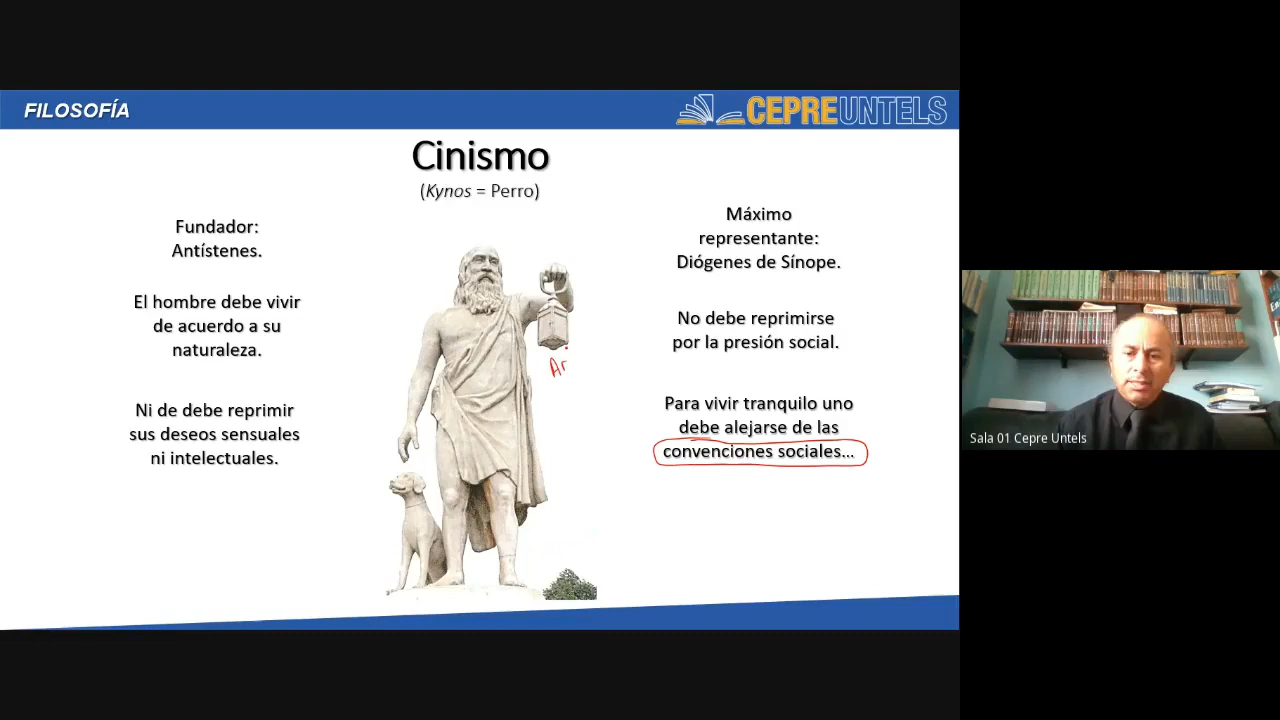 FILOSOFÍA
CEPREUNTELS
Cinismo
(Kynos = Perro)
Fundador:
Antístenes.
El hombre debe vivir
de acuerdo a su
naturaleza.
Ni de debe reprimir
sus deseos sensuales
ni intelectuales.
Máximo
representante:
Diógenes de Sínope.
No debe reprimirse
por la presión social.
Para vivir tranquilo uno
debe alejarse de las
convenciones sociales...
Ar
Sala 01 Cepre Untels